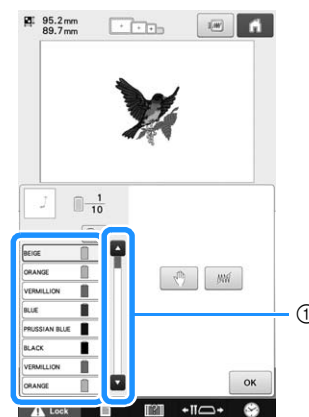 95.2 mm
89.7 mm
1
10
BEIGE
ORANGE
VERMILLION
BLUE
PRUSSIAN BLUE
BLACK
VERMILLION
ORANGE
①
OK
Lock